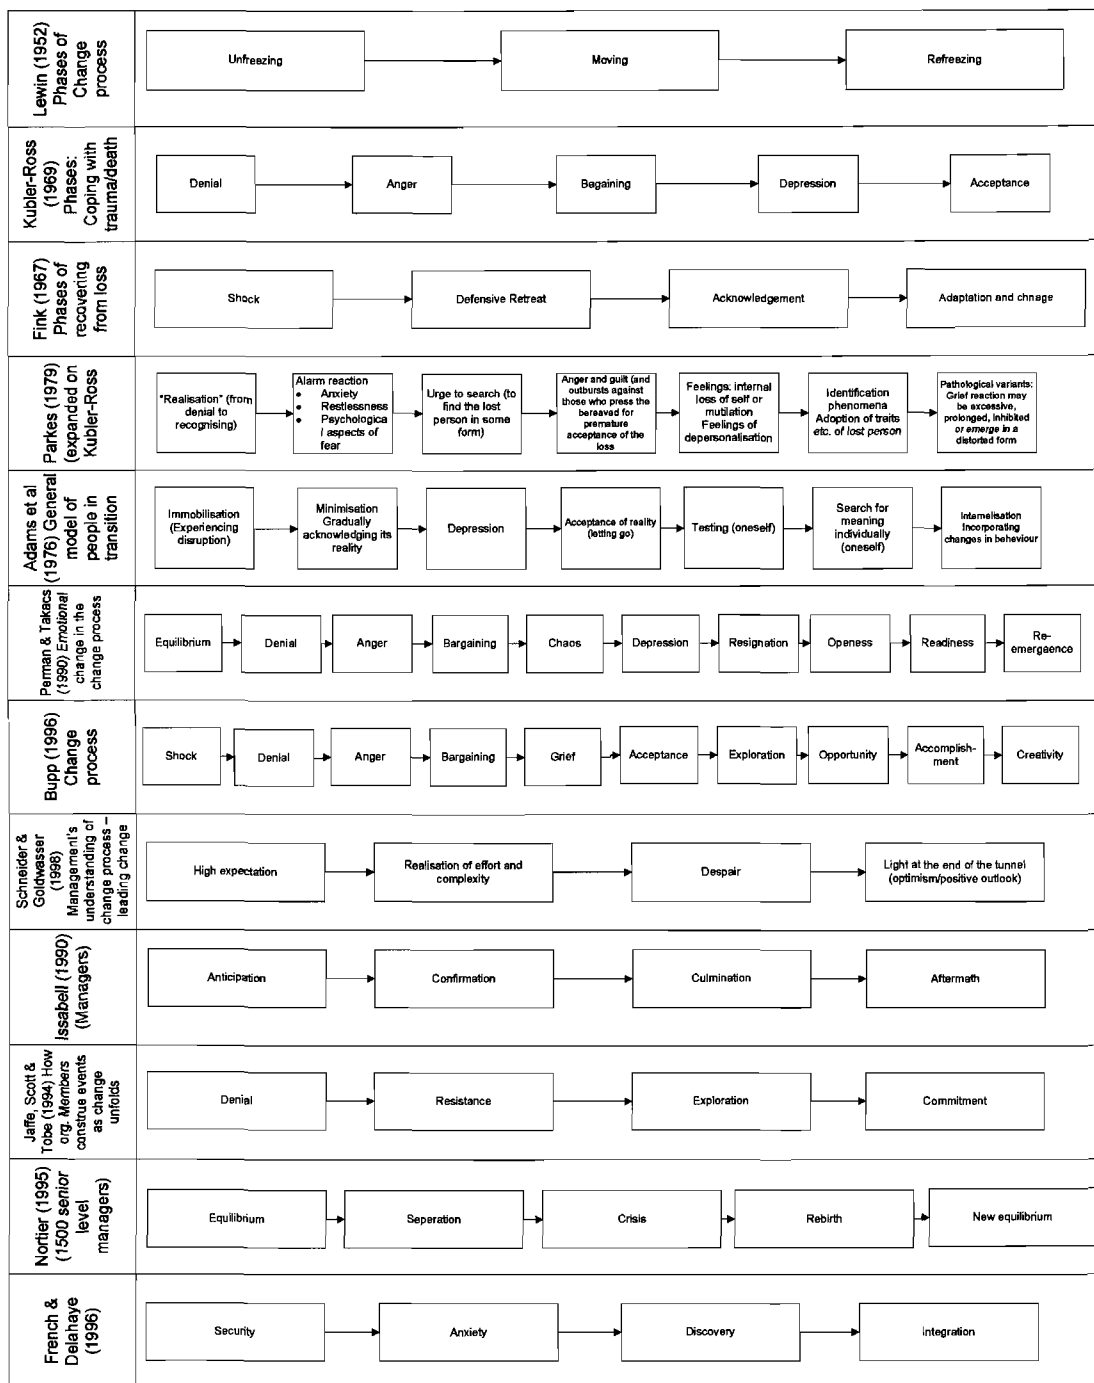 Lewin (1952)
Phases of
Change
process
Unfreezing
Moving
Refreezing
Kubler-Ross
(1969)
Phases:
Coping with
trauma/death
Denial
Anger
Bagaining
Depression
Acceptance
Fink (1967)
Phases of
recovering
from loss
Shock
Defensive Retreat
Acknowledgement
Adaptation and chnage
Parkes (1979)
(expanded on
Kubler-Ross
"Realisation" (from
denial to
recognising)
Alarm reaction
• Anxiety
• Restlessness
• Psychologica
l aspects of
fear
Urge to search (to
find the lost
person in some
form)
Anger and guilt (and
outbursts against
those who press the
bereaved for
premature
acceptance of the
loss
Feelings: internal
loss of self or
mutilation
Feelings of
depersonalisation
Identification
phenomena
Adoption of traits
etc. of lost person
Pathological variants:
Grief reaction may
be excessive,
prolonged, inhibited
or emerge in a
distorted form
Adams et al
(1976) General
model of
people in
transition
Immobilisation
(Experiencing
disruption)
Minimisation
Gradually
acknowledging its
reality
Depression
Acceptance of reality
(letting go)
Testing (oneself)
Search for
meaning
individually
(oneself)
Internelisation
Incorporating
changes in behevlour
Perman & Takacs
(1990) Emotional
change in the
change process
Equilibrium
Denial
Anger
Bargaining
Chaos
Depression
Resignation
Openess
Readiness
Re-
emergaence
Bupp (1996)
Change
process
Shock
Denial
Anger
Bargaining
Grief
Acceptance
Exploration
Opportunity
Accomplish-
ment
Creativity
Schneider &
Goldwasser
(1998)
Management's
understanding of
change process –
leading change
High expectation
Realisation of effort and
complexity
Despair
Light at the end of the tunnel
(optimism/positive outlook)
Issabell (1990)
(Managers)
Anticipation
Confirmation
Culmination
Aftermath
Jaffe, Scott &
Tobe (1994) How
org. Members
construe events
as change
unfolds
Denial
Resistance
Exploration
Commitment
Nortier (1995)
(1500 senior
level
managers)
Equilibrium
Seperation
Crisis
Rebirth
New equilibrium
French &
Delahaye
(1996)
Security
Anxiety
Discovery
Integration